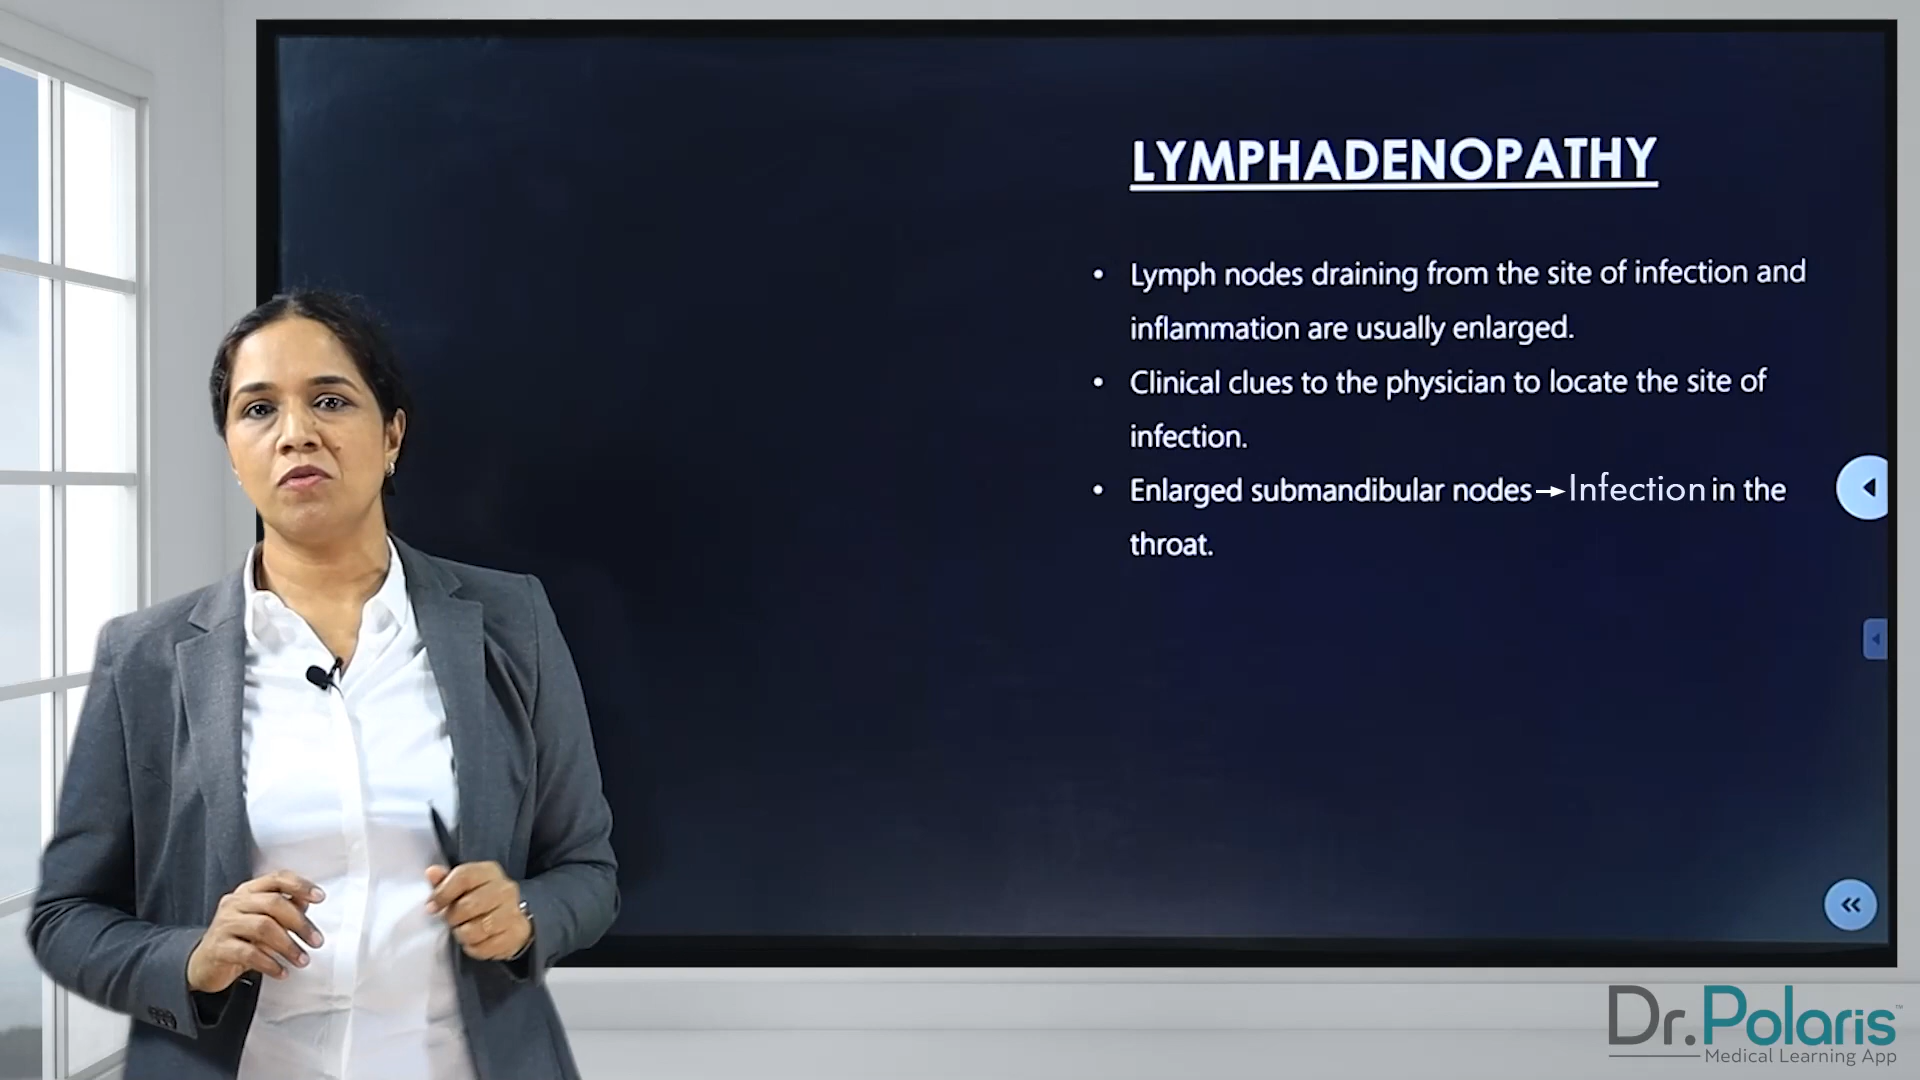 LYMPHADENOPATHY
• Lymph nodes draining from the site of infection and
inflammation are usually enlarged.
• Clinical clues to the physician to locate the site of
infection.
• Enlarged submandibular nodes→Infection in the
throat.
Dr.Polaris™
Medical Learning App